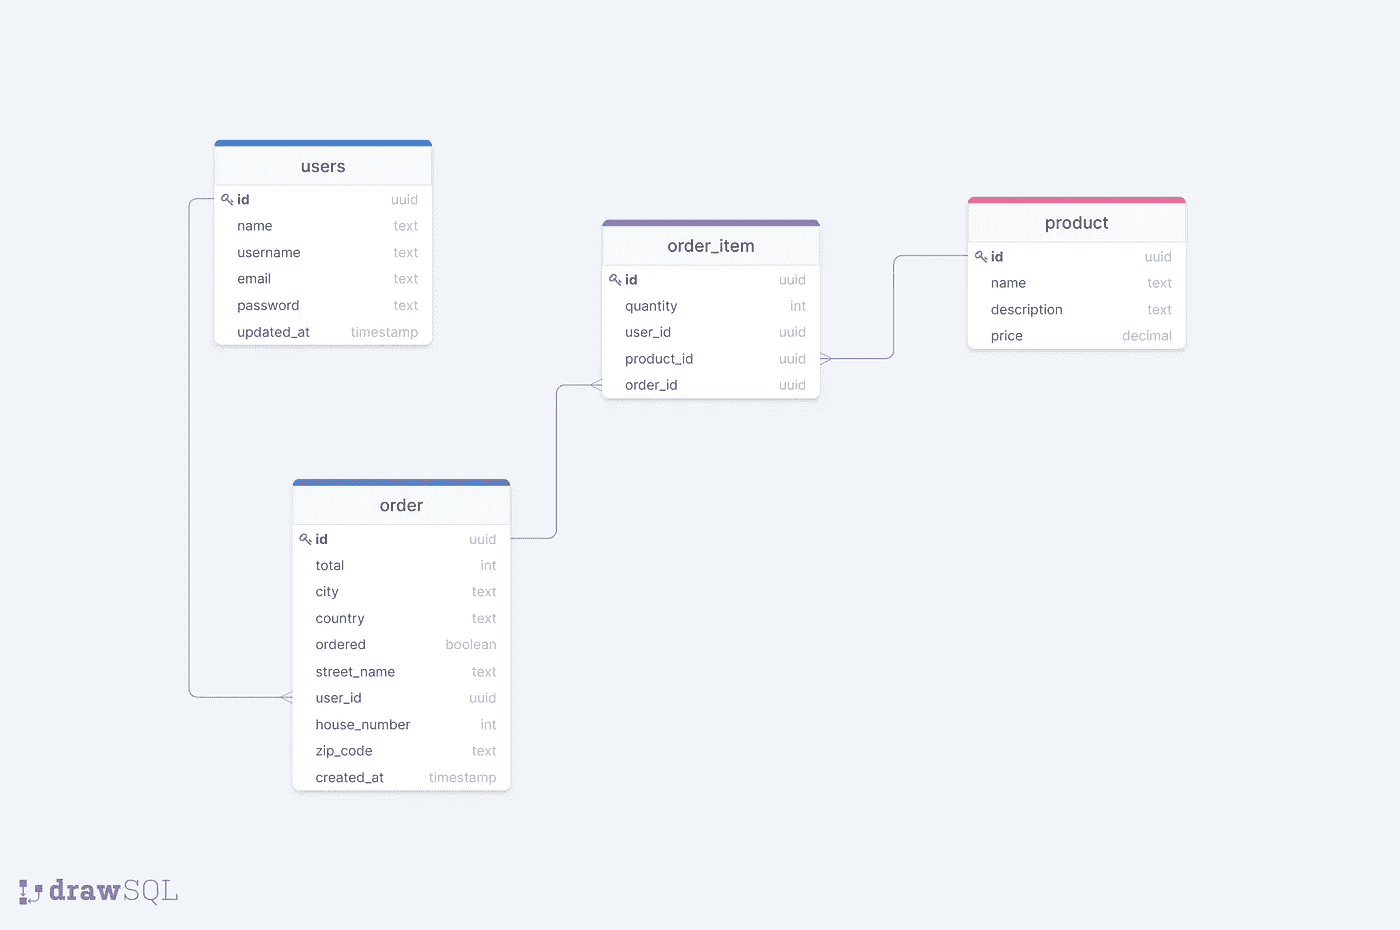 users
id uuid
name text
username text
email text
password text
updated_at timestamp
order_item
id uuid
quantity int
user_id uuid
product_id uuid
order_id uuid
product
id uuid
name text
description text
price decimal
order
id uuid
total int
city text
country text
ordered boolean
street_name text
user_id uuid
house_number int
zip_code text
created_at timestamp
drawSQL